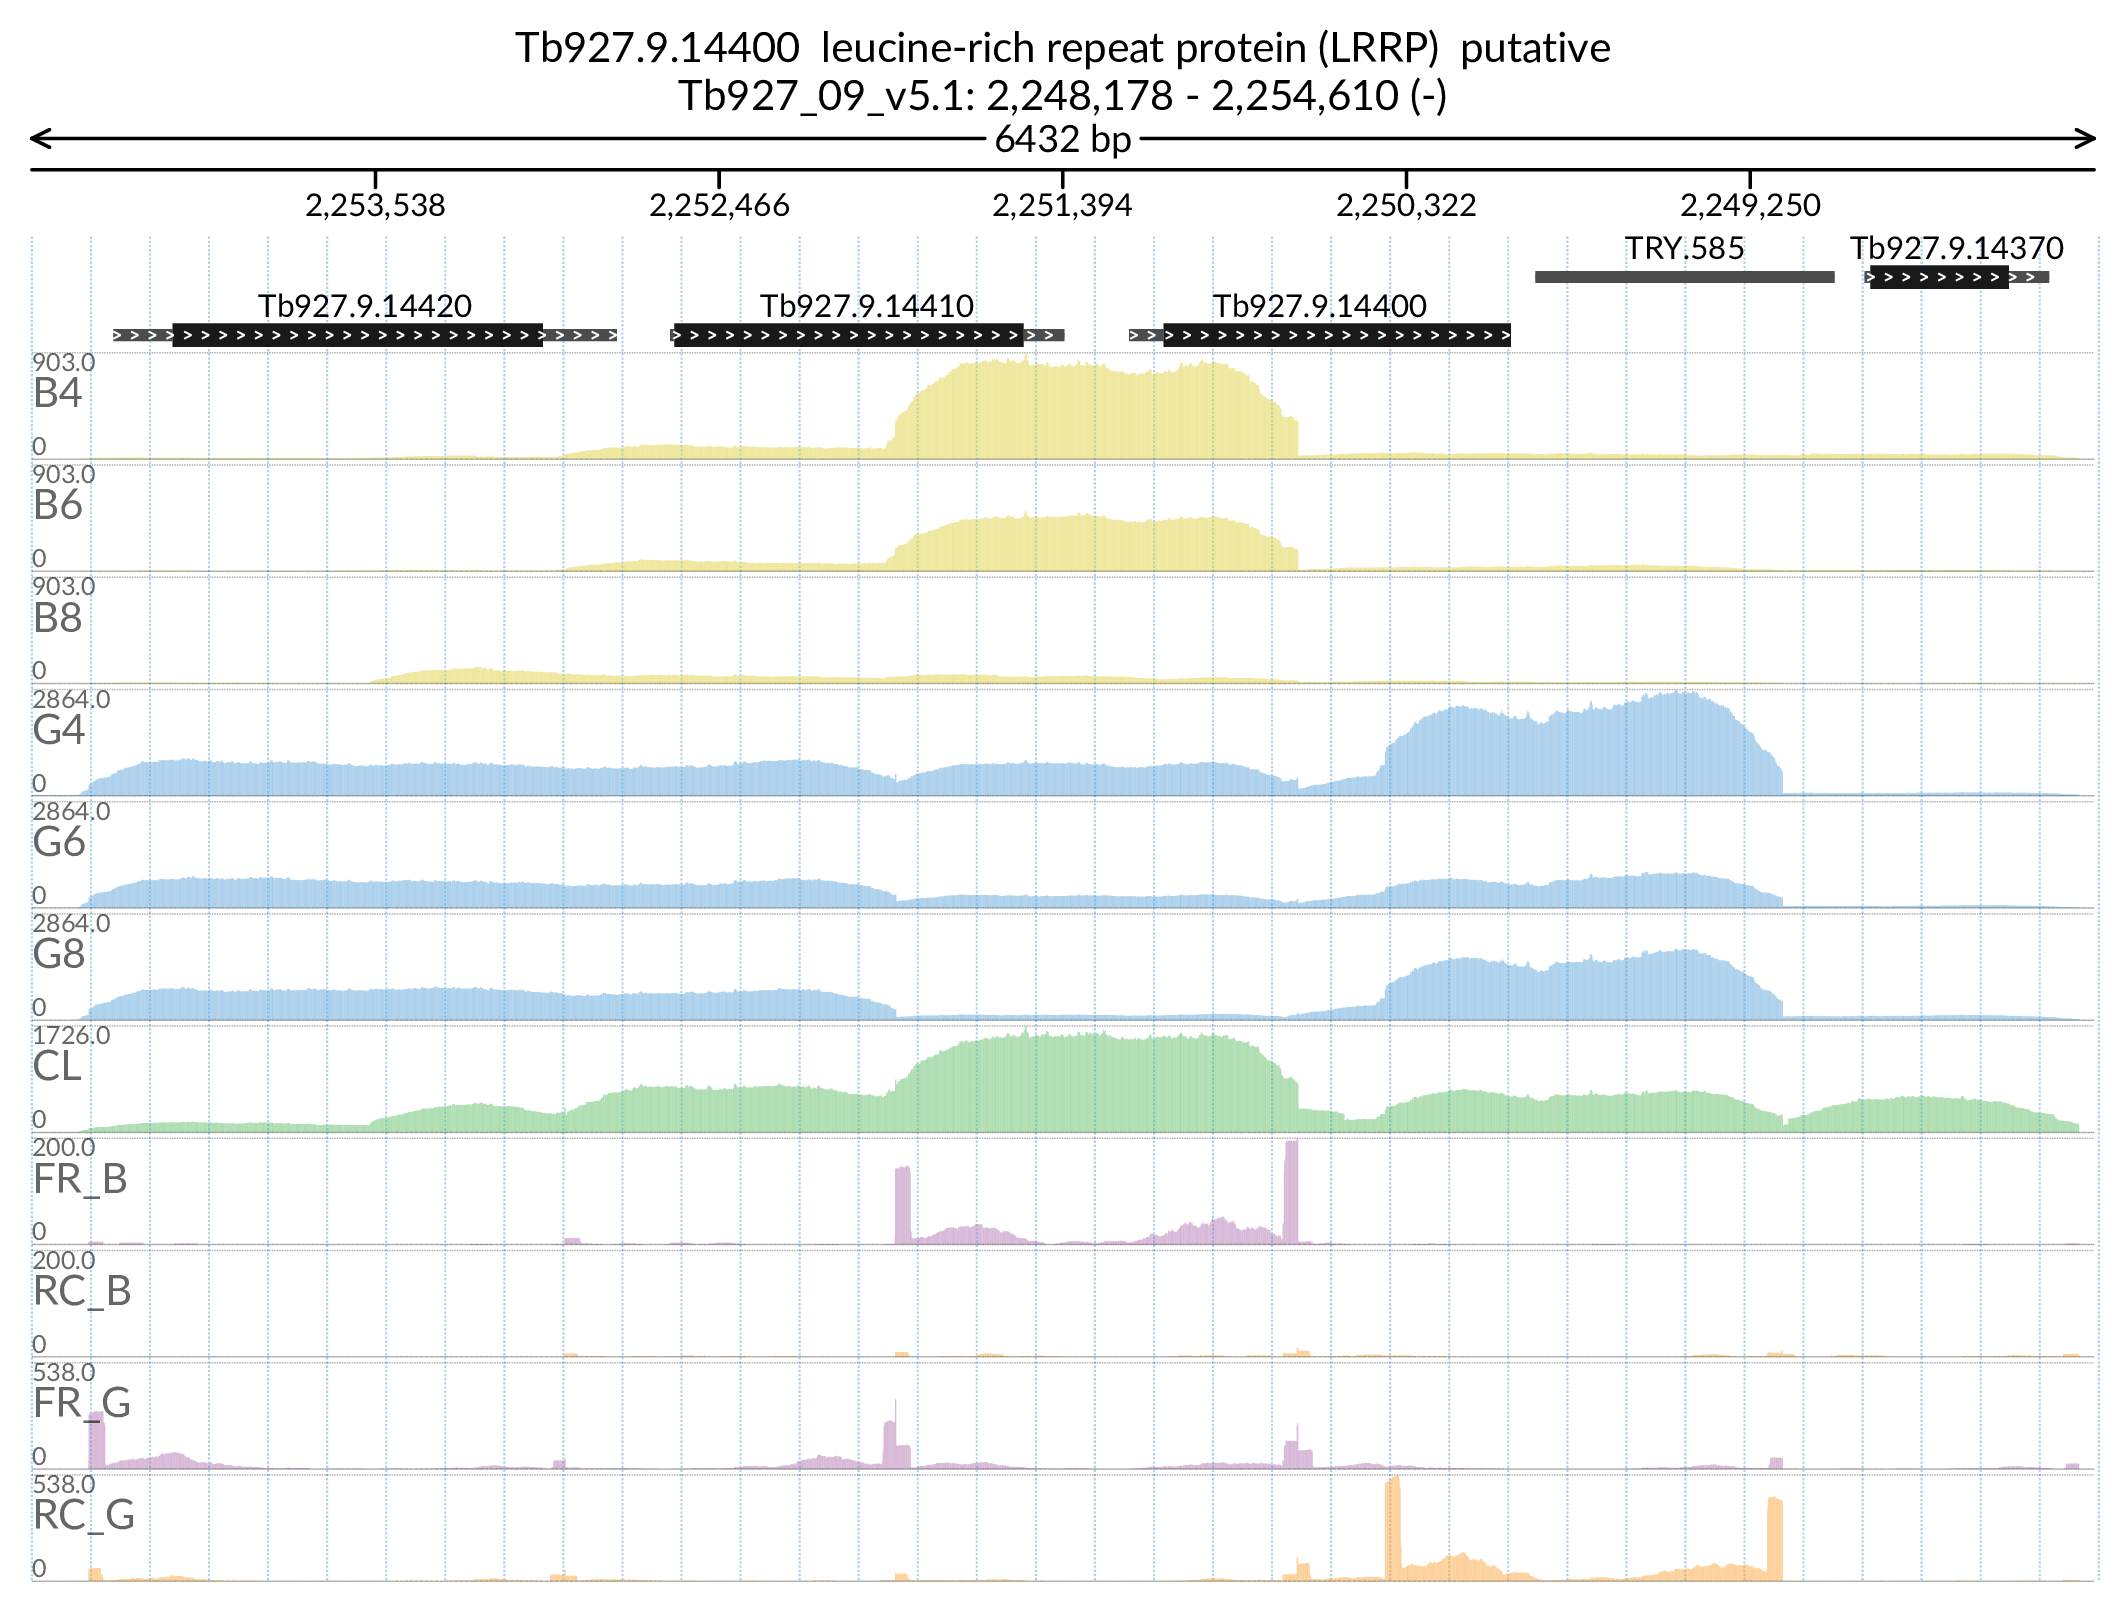 Tb927.9.14400 leucine-rich repeat protein (LRRP) putative
Tb927_09_v5.1: 2,248,178 - 2,254,610 (-)
6432 bp
2,253,538 2,252,466 2,251,394 2,250,322 2,249,250
TRY.585 Tb927.9.14370
Tb927.9.14420 Tb927.9.14410 Tb927.9.14400
903.0
B4
0
903.0
B6
0
903.0
B8
0
2864.0
G4
0
2864.0
G6
0
2864.0
G8
0
1726.0
CL
0
200.0
FR_B
0
200.0
RC_B
0
538.0
FR_G
0
538.0
RC_G
0